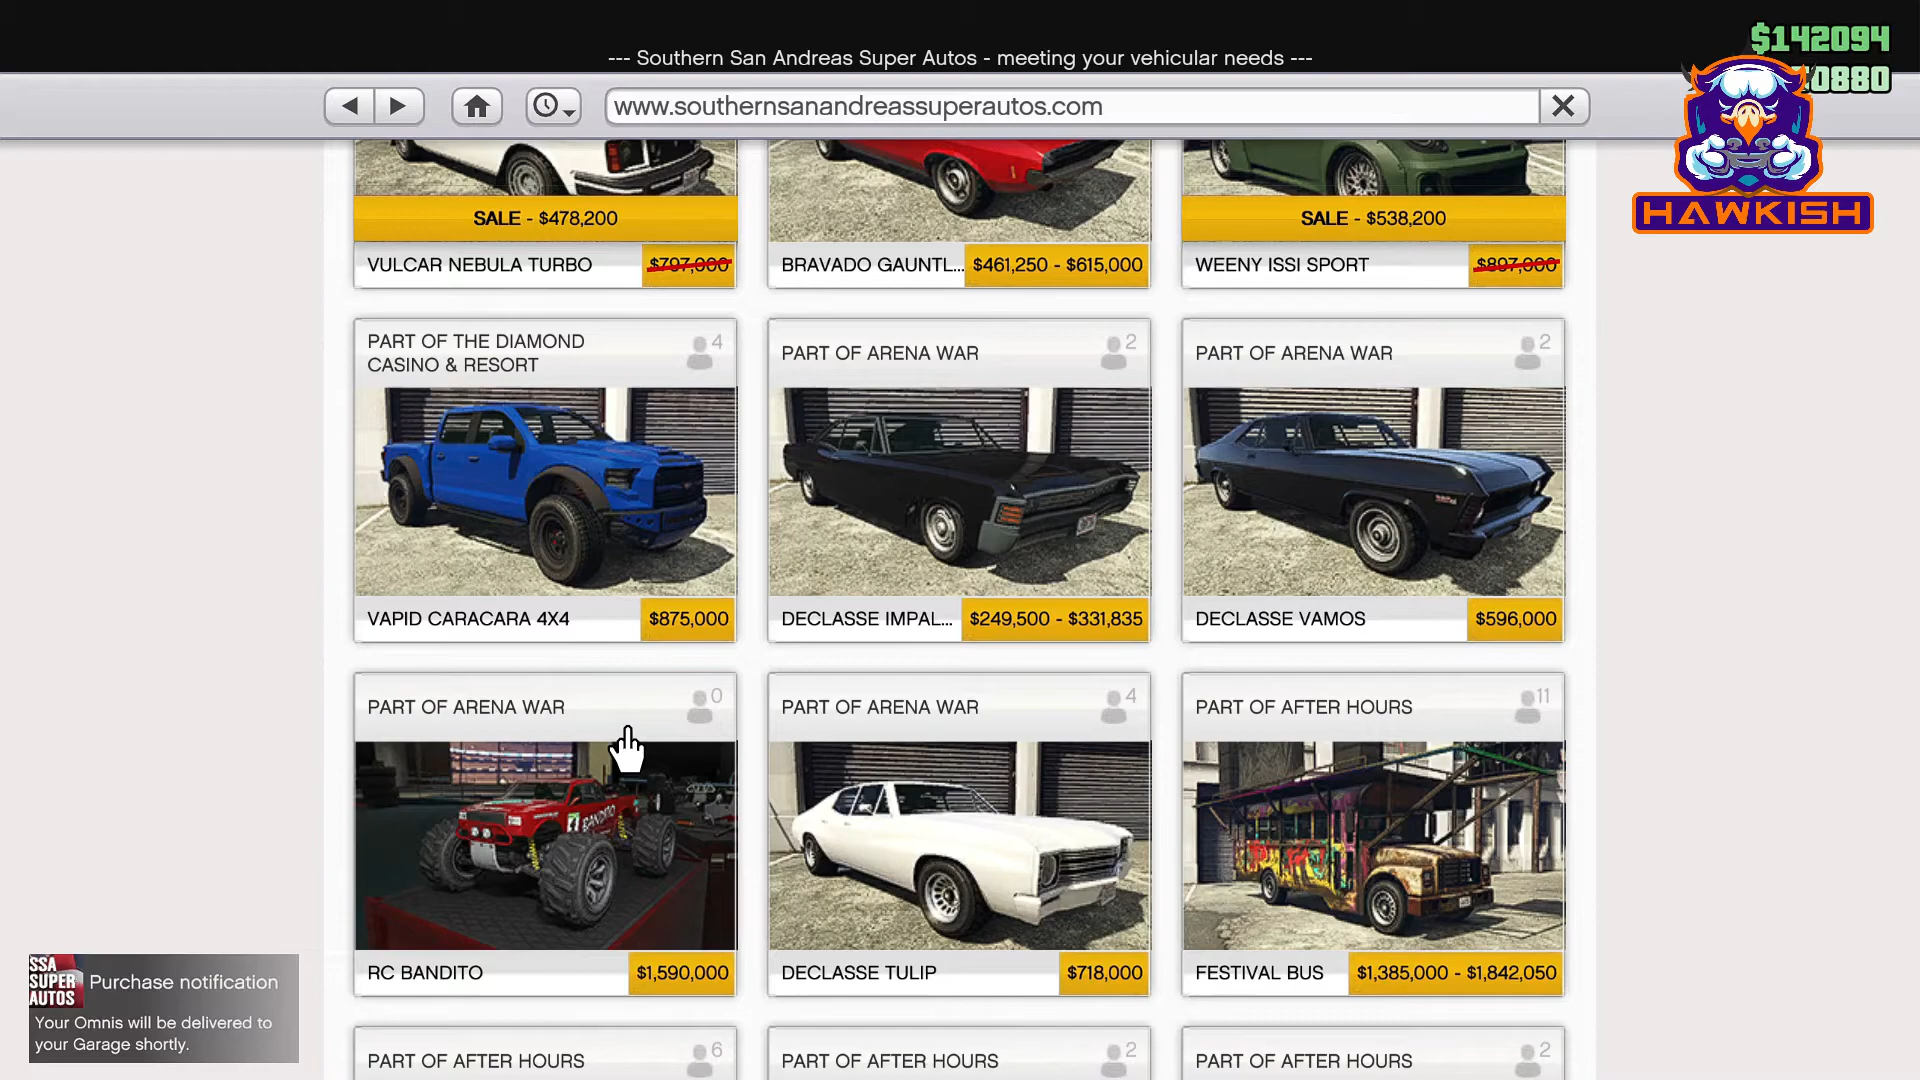 --- Southern San Andreas Super Autos - meeting your vehicular needs ---
$142094
0880
www.southernsanandreassuperautos.com
HAWKISH
SALE - $478,200
SALE - $538,200
VULCAR NEBULA TURBO $797,000
BRAVADO GAUNTL... $461,250 - $615,000
WEENY ISSI SPORT $897,000
PART OF THE DIAMOND
CASINO & RESORT
4
PART OF ARENA WAR 2
PART OF ARENA WAR 2
VAPID CARACARA 4X4 $875,000
DECLASSE IMPAL... $249,500 - $331,835
DECLASSE VAMOS $596,000
PART OF ARENA WAR 0
PART OF ARENA WAR 4
PART OF AFTER HOURS 11
BANDITO
RC BANDITO $1,590,000
DECLASSE TULIP $718,000
FESTIVAL BUS $1,385,000 - $1,842,050
SSA
SUPER
AUTOS
Purchase notification
Your Omnis will be delivered to
your Garage shortly.
PART OF AFTER HOURS 6
PART OF AFTER HOURS 2
PART OF AFTER HOURS 2